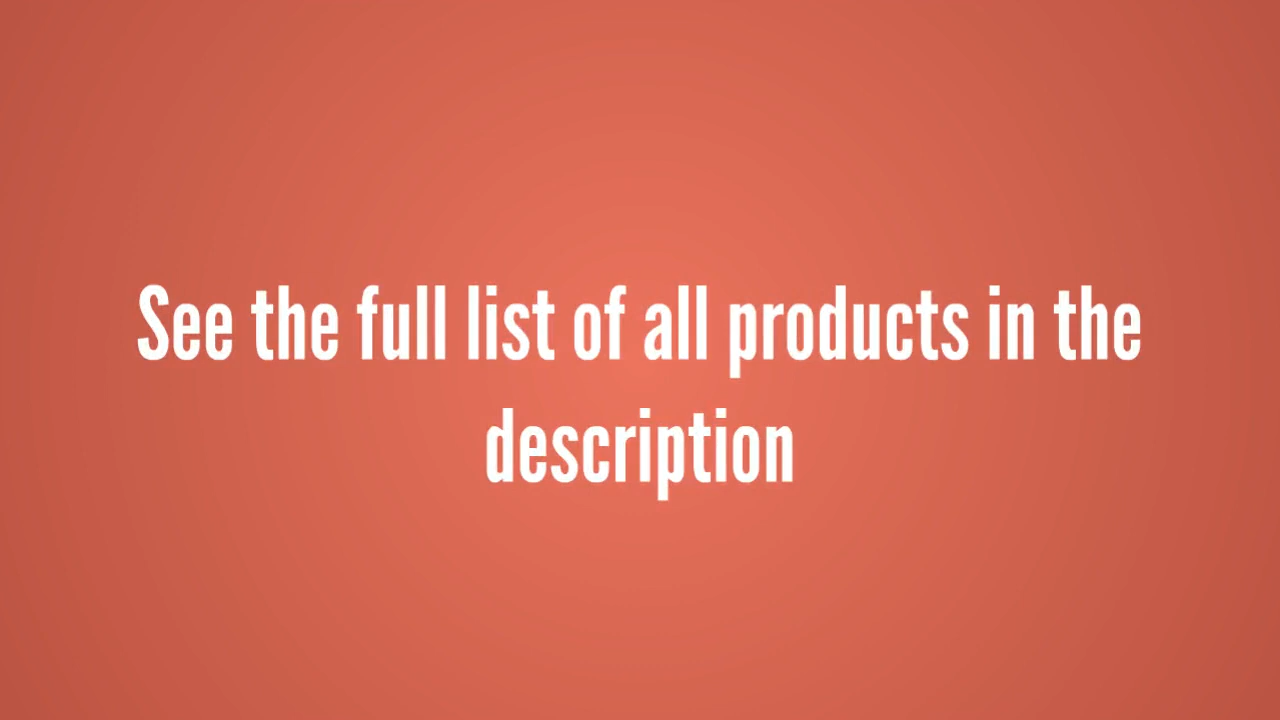 See the full list of all products in the
description